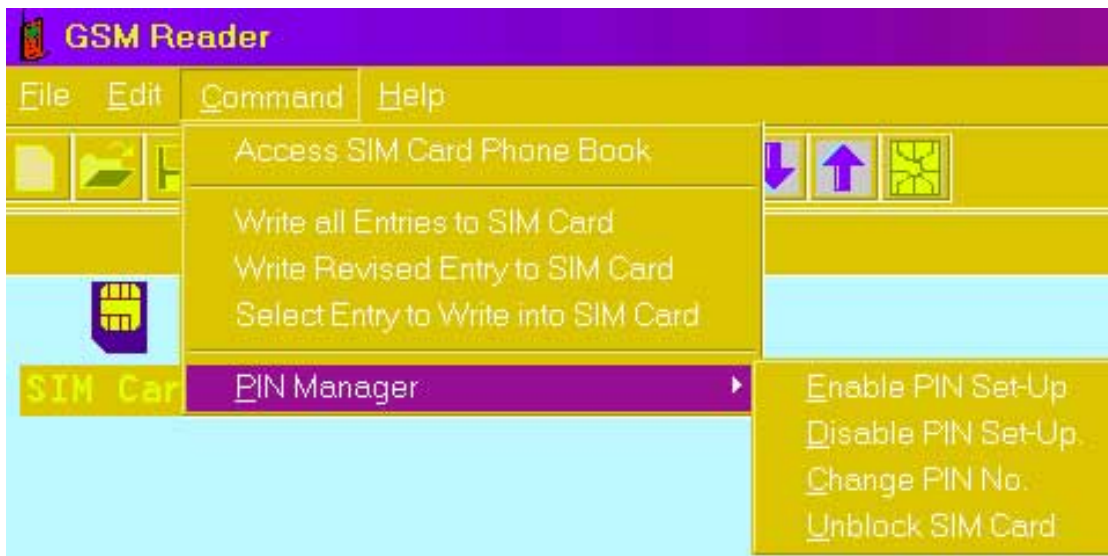 GSM Reader
File Edit Command Help
Access SIM Card Phone Book
Write all Entries to SIM Card
Write Revised Entry to SIM Card
Select Entry to Write into SIM Card
SIM Car
PIN Manager
Enable PIN Set-Up
Disable PIN Set-Up.
Change PIN No.
Unblock SIM Card